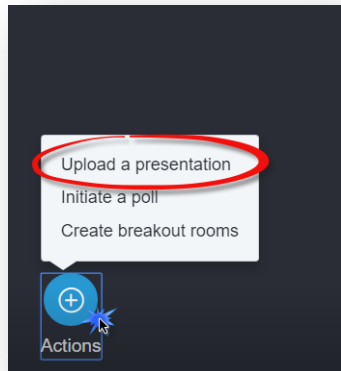 Upload a presentation
Initiate a poll
Create breakout rooms
Actions